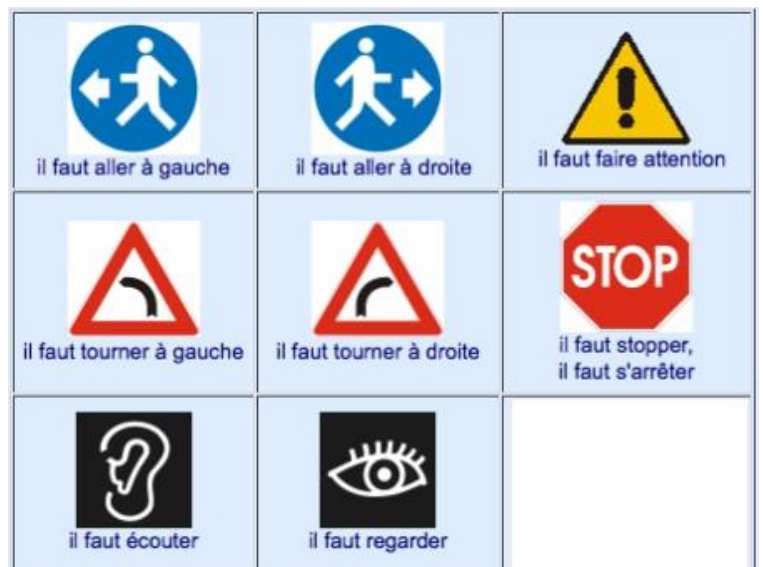 il faut aller à gauche
il faut aller à droite
il faut faire attention
il faut tourner à gauche
il faut tourner à droite
STOP
il faut stopper,
il faut s'arrêter
il faut écouter
il faut regarder